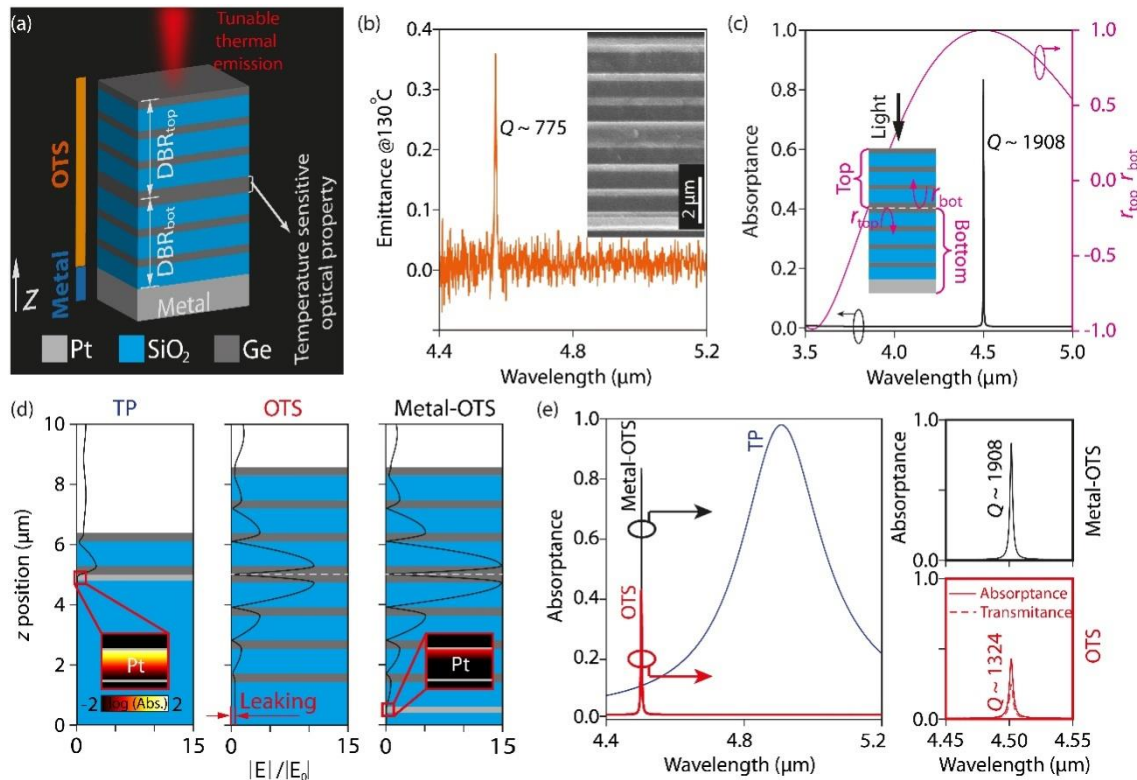 (a)
Tunable
thermal
emission
OTS
Metal
DBRtop
DBRbot
Z
Metal
Temperature sensitive
optical property
Pt
SiO₂
Ge
(b)
Emittance @130°C
0.4
0.3
0.2
0.1
0.0
Q ~ 775
2 μm
4.4 4.8 5.2
Wavelength (μm)
(c)
Absorptance
1.0
0.8
0.6
0.4
0.2
0.0
Light
Q ~ 1908
Top
rbot
rtop
Bottom
1.0
0.5
0.0
-0.5
-1.0
rtop rbot
3.5 4.0 4.5 5.0
Wavelength (μm)
(d)
TP OTS Metal-OTS
z position (μm)
10
8
6
4
2
0
Pt
-2 log (Abs.) 2
Leaking
Pt
0 15 0 15 0 15
|E| / |E₀|
(e)
Absorptance
1.0
0.8
0.6
0.4
0.2
Metal-OTS
OTS
TP
4.4 4.8 5.2
Wavelength (μm)
Absorptance
1.0
0.0
Q ~ 1908
Metal-OTS
1.0
0.0
Absorptance
Transmitance
Q ~ 1324
OTS
4.45 4.50 4.55
Wavelength (μm)